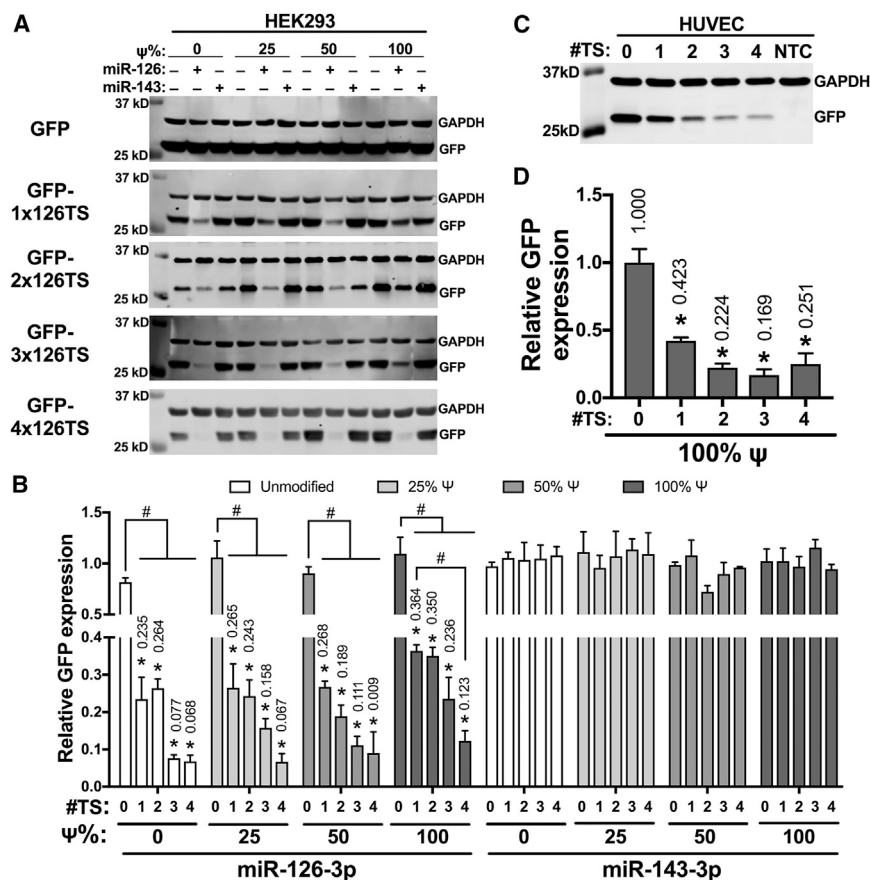 A
HEK293
Ψ%: 0 25 50 100
miR-126: – + – – + – – + – – + –
miR-143: – – + – – + – – + – – +
37 kD
GFP
GAPDH
GFP
25 kD
37 kD
GFP-
1x126TS
GAPDH
GFP
25 kD
37 kD
GFP-
2x126TS
GAPDH
GFP
25 kD
37 kD
GFP-
3x126TS
GAPDH
GFP
25 kD
37 kD
GFP-
4x126TS
GAPDH
GFP
25 kD
C
HUVEC
#TS: 0 1 2 3 4 NTC
37kD
GAPDH
GFP
25kD
D
Relative GFP
expression
1.5
1.0
0.5
0.0
1.000
* 0.423
* 0.224
* 0.169
* 0.251
#TS: 0 1 2 3 4
100% Ψ
B
Unmodified 25% Ψ 50% Ψ 100% Ψ
Relative GFP expression
1.5
1.0
0.5
0.4
0.3
0.2
0.1
0.0
# # # # #
* 0.235
* 0.264
* 0.077
* 0.068
* 0.265
* 0.243
* 0.158
* 0.067
* 0.268
* 0.189
* 0.111
* 0.009
* 0.364
* 0.350
* 0.236
* 0.123
#TS: 0 1 2 3 4 0 1 2 3 4 0 1 2 3 4 0 1 2 3 4 0 1 2 3 4 0 1 2 3 4 0 1 2 3 4 0 1 2 3 4
Ψ%: 0 25 50 100 0 25 50 100
miR-126-3p miR-143-3p